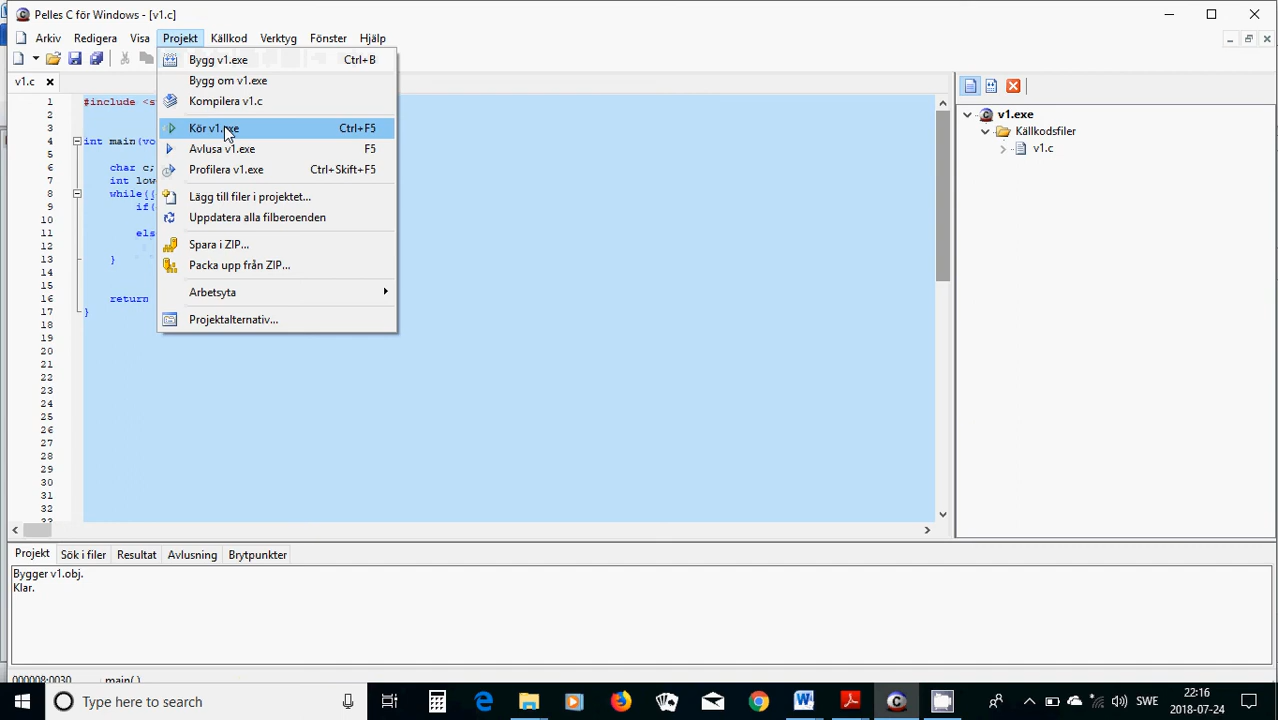 Pelles C för Windows - [v1.c]
Arkiv Redigera Visa Projekt Källkod Verktyg Fönster Hjälp
v1.c
Bygg v1.exe Ctrl+B
Bygg om v1.exe
Kompilera v1.c
Kör v1.exe Ctrl+F5
Avlusa v1.exe F5
Profilera v1.exe Ctrl+Skift+F5
Lägg till filer i projektet...
Uppdatera alla filberoenden
Spara i ZIP...
Packa upp från ZIP...
Arbetsyta
Projektalternativ...
1 #include <s
2
3
4 int main(vo
5
6 char c;
7 int low
8 while((
9 if(
10
11 els
12
13 }
14
15
16 return
17 }
18
19
20
21
22
23
24
25
26
27
28
29
30
31
32
33
v1.exe
Källkodsfiler
v1.c
Projekt Sök i filer Resultat Avlusning Brytpunkter
Bygger v1.obj.
Klar.
000008:0030 main( )
Type here to search
SWE
22:16
2018-07-24